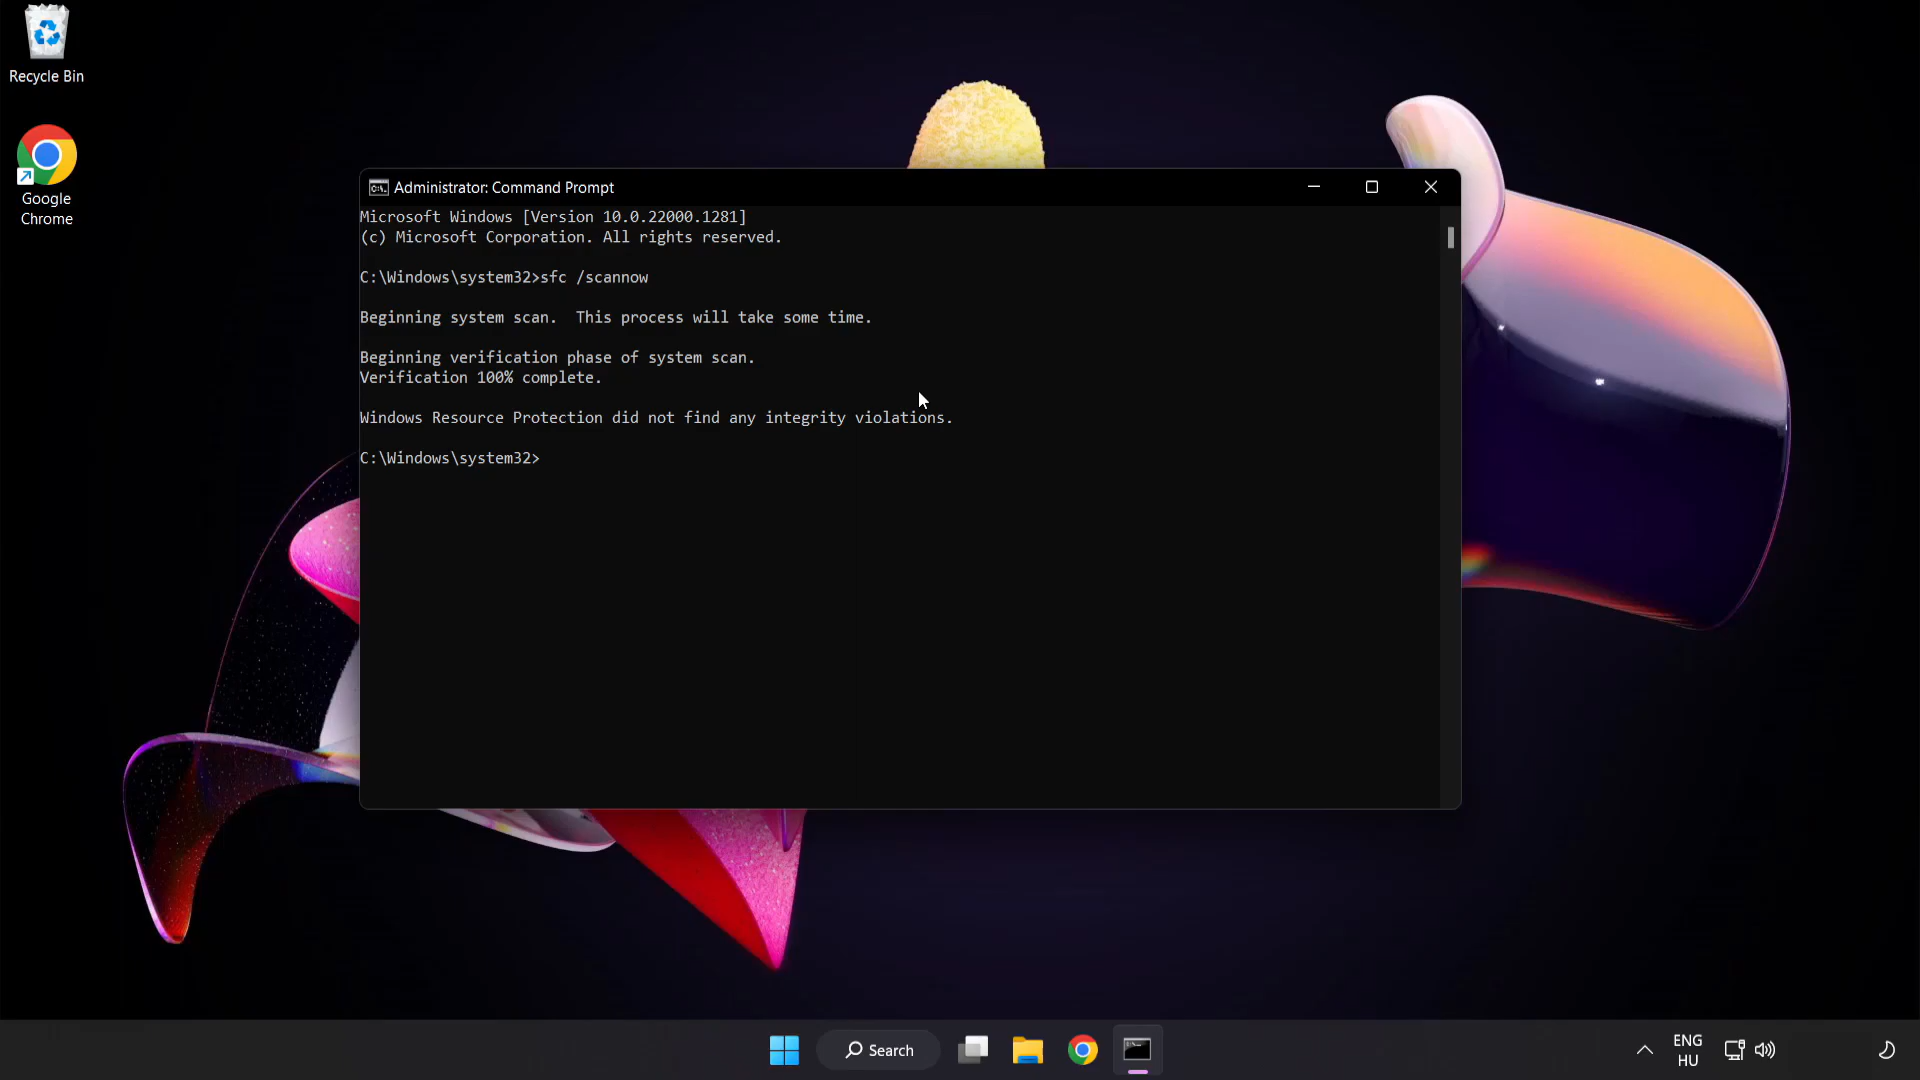 Recycle Bin
Google
Chrome
Administrator: Command Prompt
Microsoft Windows [Version 10.0.22000.1281]
(c) Microsoft Corporation. All rights reserved.
C:\Windows\system32>sfc /scannow
Beginning system scan.  This process will take some time.
Beginning verification phase of system scan.
Verification 100% complete.
Windows Resource Protection did not find any integrity violations.
C:\Windows\system32>
Search
ENG
HU